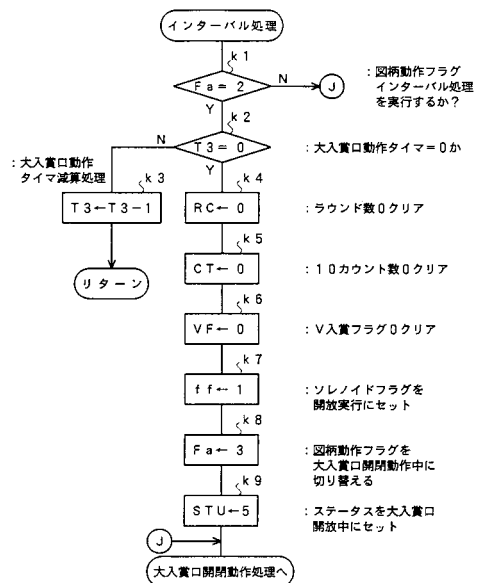 インターバル処理
k1
Fa=2
N
J
:図柄動作フラグ
インターバル処理
を実行するか?
Y
k2
N
T3=0
:大入賞口動作タイマ=0か
Y
:大入賞口動作
タイマ減算処理
k3
T3←T3-1
リターン
k4
RC←0
:ラウンド数0クリア
k5
CT←0
:10カウント数0クリア
k6
VF←0
:V入賞フラグ0クリア
k7
ff←1
:ソレノイドフラグを
開放実行にセット
k8
Fa←3
:図柄動作フラグを
大入賞口開閉動作中に
切り替える
k9
STU←5
:ステータスを大入賞口
開放中にセット
J
大入賞口開閉動作処理へ